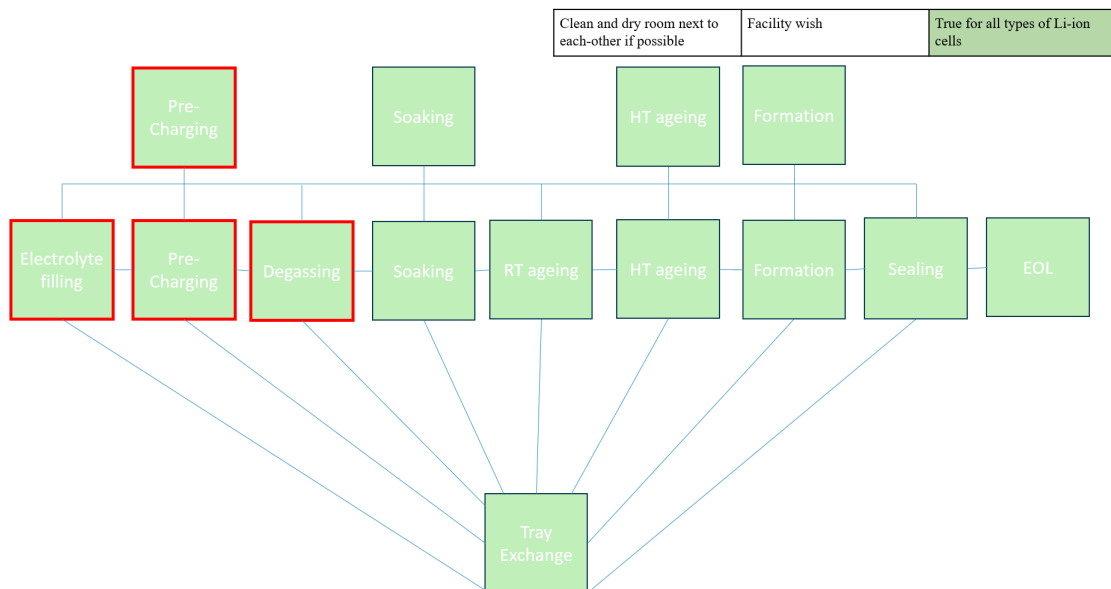 Clean and dry room next to
each-other if possible
Facility wish
True for all types of Li-ion
cells
Pre-
Charging
Soaking
HT ageing
Formation
Electrolyte
filling
Pre-
Charging
Degassing
Soaking
RT ageing
HT ageing
Formation
Sealing
EOL
Tray
Exchange